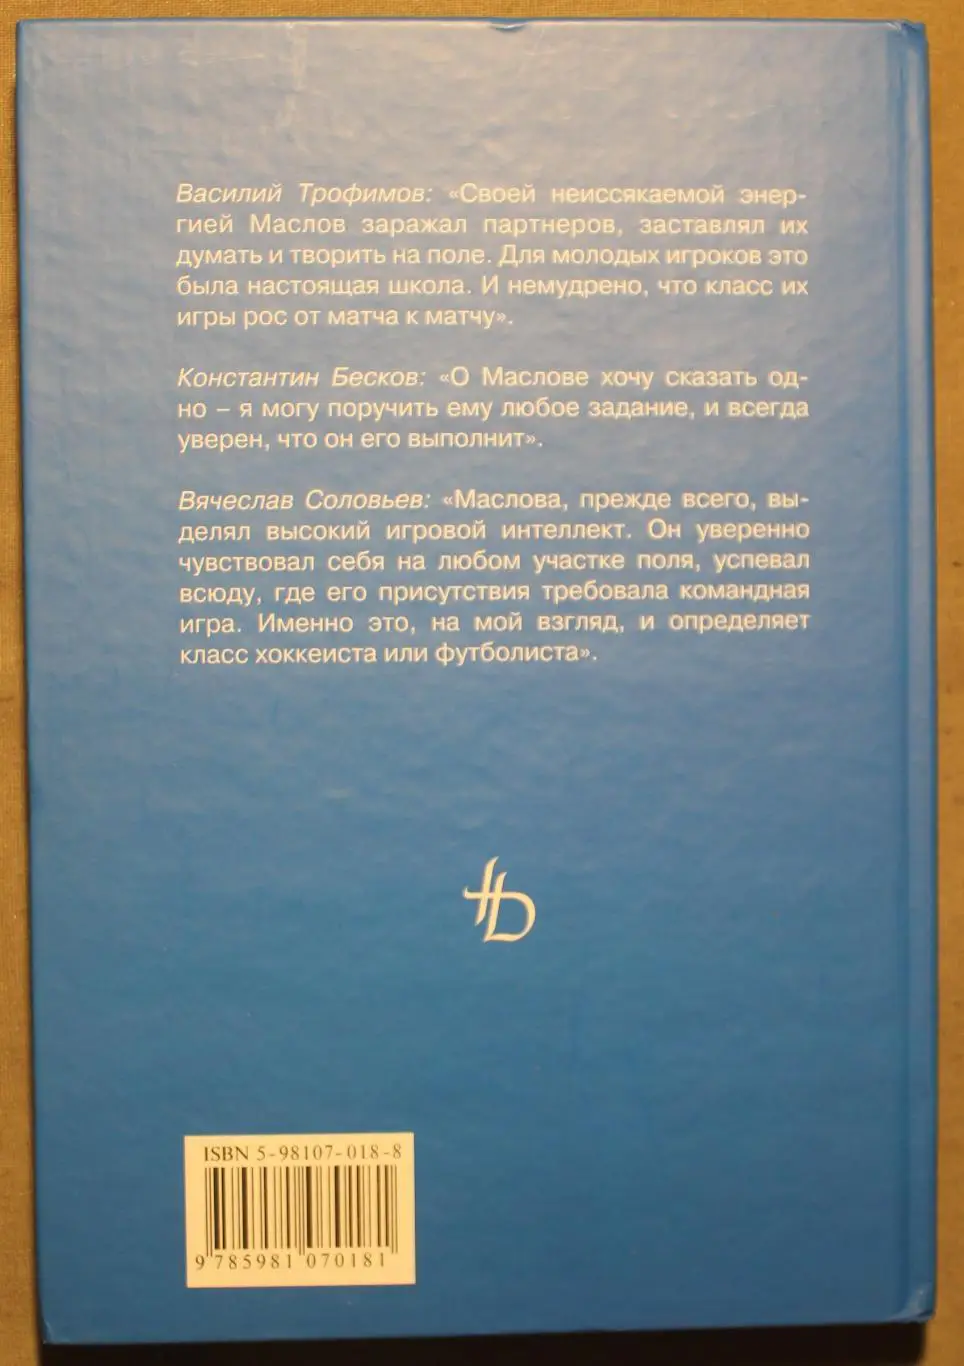 Василий Трофимов: «Своей неиссякаемой энер-
гией Маслов заражал партнеров, заставлял их
думать и творить на поле. Для молодых игроков это
была настоящая школа. И немудрено, что класс их
игры рос от матча к матчу».
Константин Бесков: «О Маслове хочу сказать од-
но – я могу поручить ему любое задание, и всегда
уверен, что он его выполнит».
Вячеслав Соловьев: «Маслова, прежде всего, вы-
делял высокий игровой интеллект. Он уверенно
чувствовал себя на любом участке поля, успевал
всюду, где его присутствия требовала командная
игра. Именно это, на мой взгляд, и определяет
класс хоккеиста или футболиста».
ISBN 5-98107-018-8
9 785981 070181